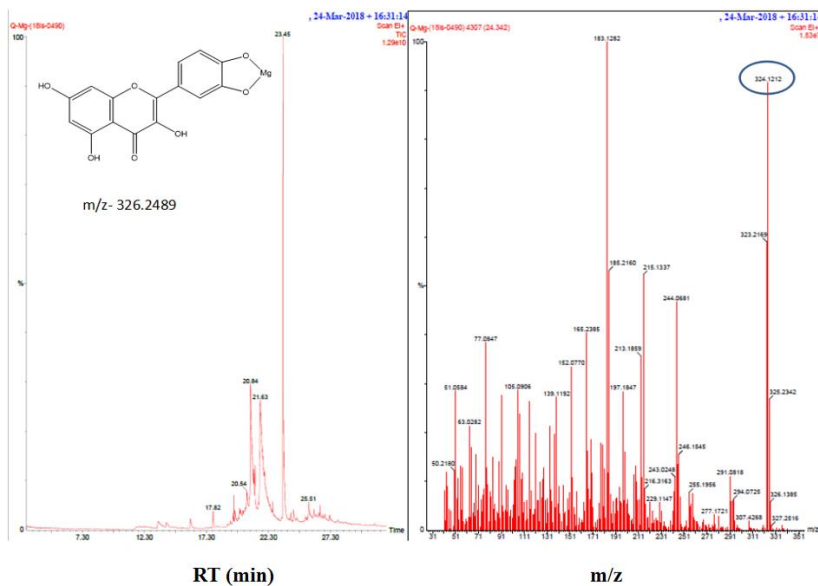 , 24-Mar-2018 + 16:31:14
Q-Mg-(18is-0490)
Scan EI+
TIC
1.29e10
100
23.45
O
Mg
O
HO
O
OH
OH
O
m/z- 326.2489
%
20.84
21.63
20.54
17.82
25.51
0
Time
7.30
12.30
17.30
22.30
27.30
RT (min)
, 24-Mar-2018 + 16:31:14
Q-Mg-(18is-0490) 4307 (24.342)
Scan EI+
100
183.1282
324.1212
323.2169
185.2160
215.1337
244.0681
%
165.2385
77.0847
213.1859
152.0770
51.0584
105.0906
197.1847
139.1192
325.2342
63.0282
246.1845
243.0248
50.2180
216.3163
255.1956
291.0818
294.0728
326.1385
229.1147
277.1721
307.4268
327.2516
0
m/z
31
51
71
91
111
131
151
171
191
211
231
251
271
291
311
331
351
m/z